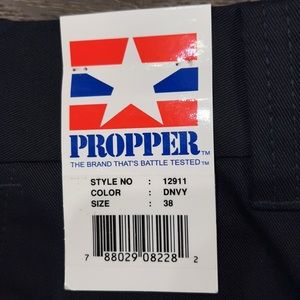 PROPPER™
THE BRAND THAT'S BATTLE TESTED™
STYLE NO : 12911
COLOR : DNVY
SIZE : 38
7 88029 08228 2